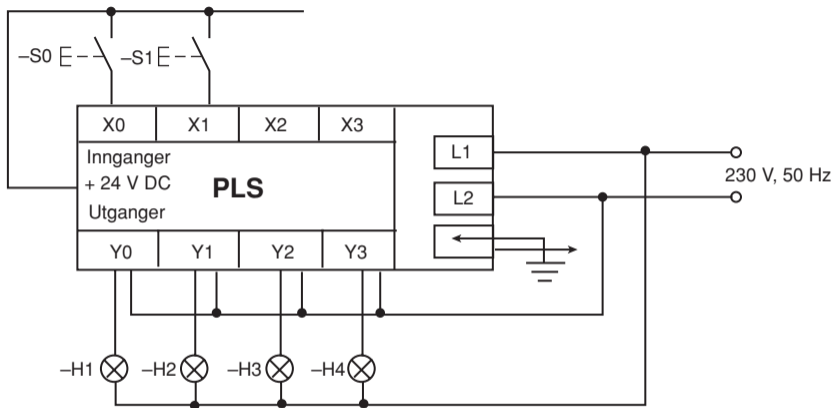 –S0
–S1
X0 X1 X2 X3
Innganger
+ 24 V DC
Utganger
PLS
L1
L2
230 V, 50 Hz
Y0 Y1 Y2 Y3
–H1 –H2 –H3 –H4